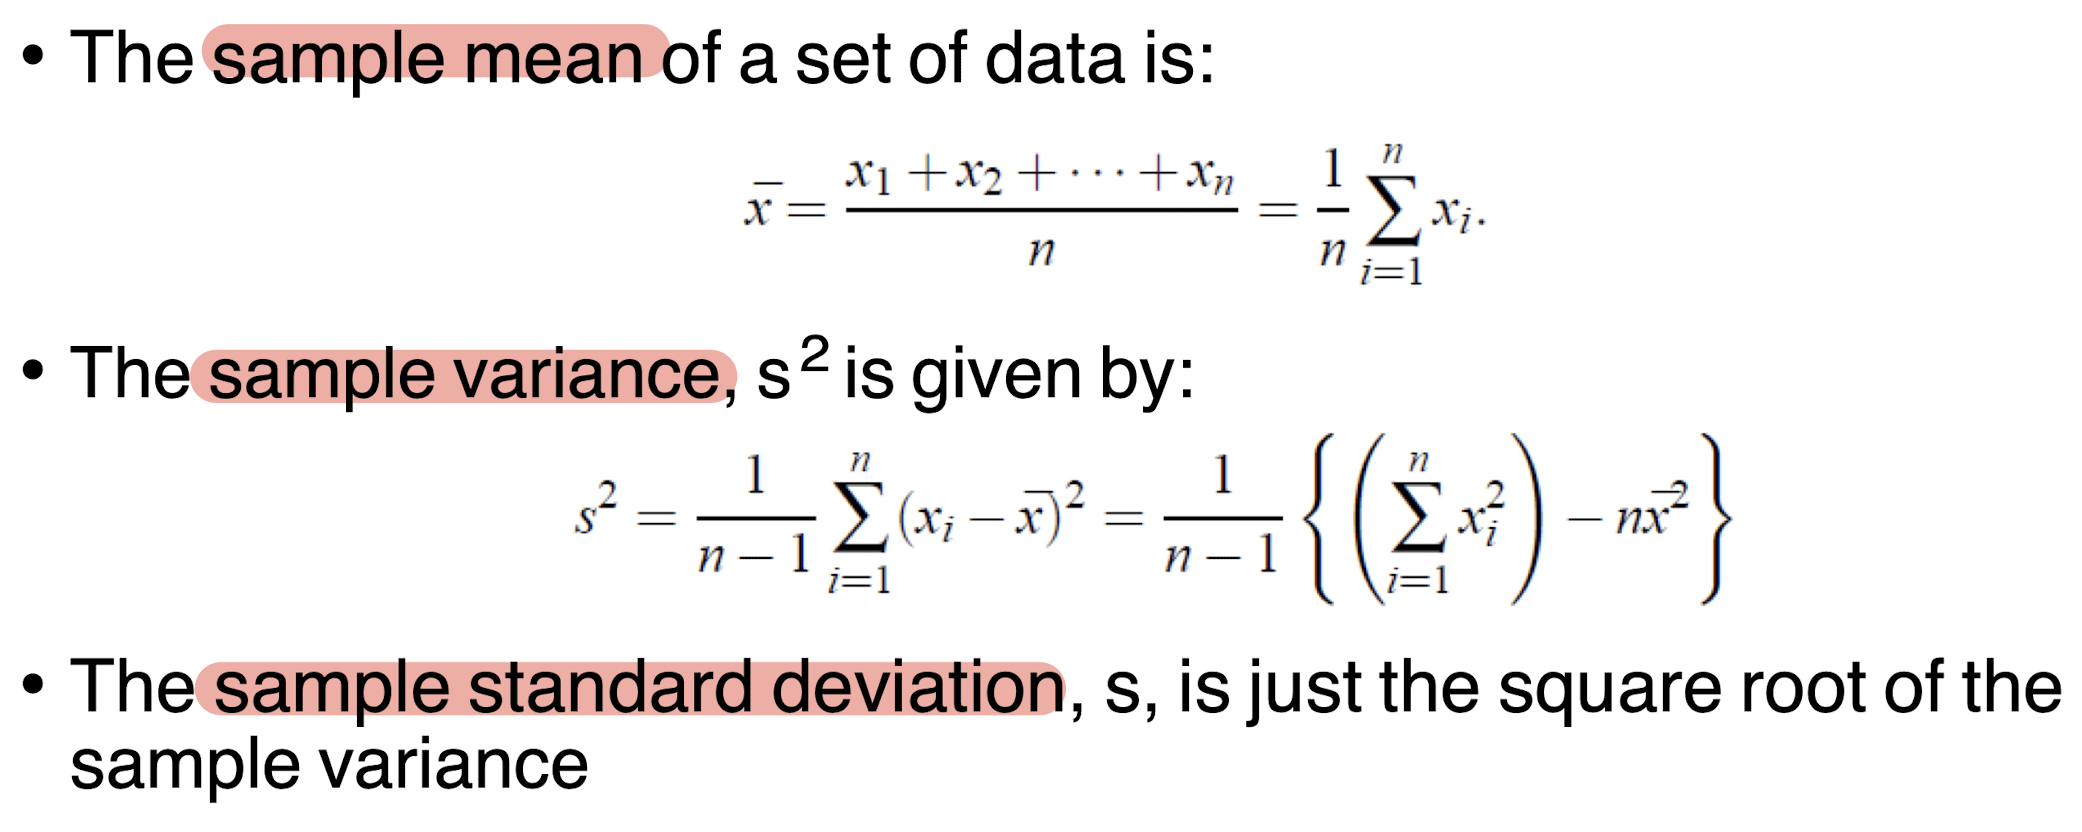 • The sample mean of a set of data is:
x̄ = (x₁ + x₂ + ⋯ + xₙ) / n = (1/n) ∑ᵢ₌₁ⁿ xᵢ.
• The sample variance, s² is given by:
s² = 1/(n − 1) ∑ᵢ₌₁ⁿ (xᵢ − x̄)² = 1/(n − 1) { ( ∑ᵢ₌₁ⁿ xᵢ² ) − nx̄² }
• The sample standard deviation, s, is just the square root of the
sample variance